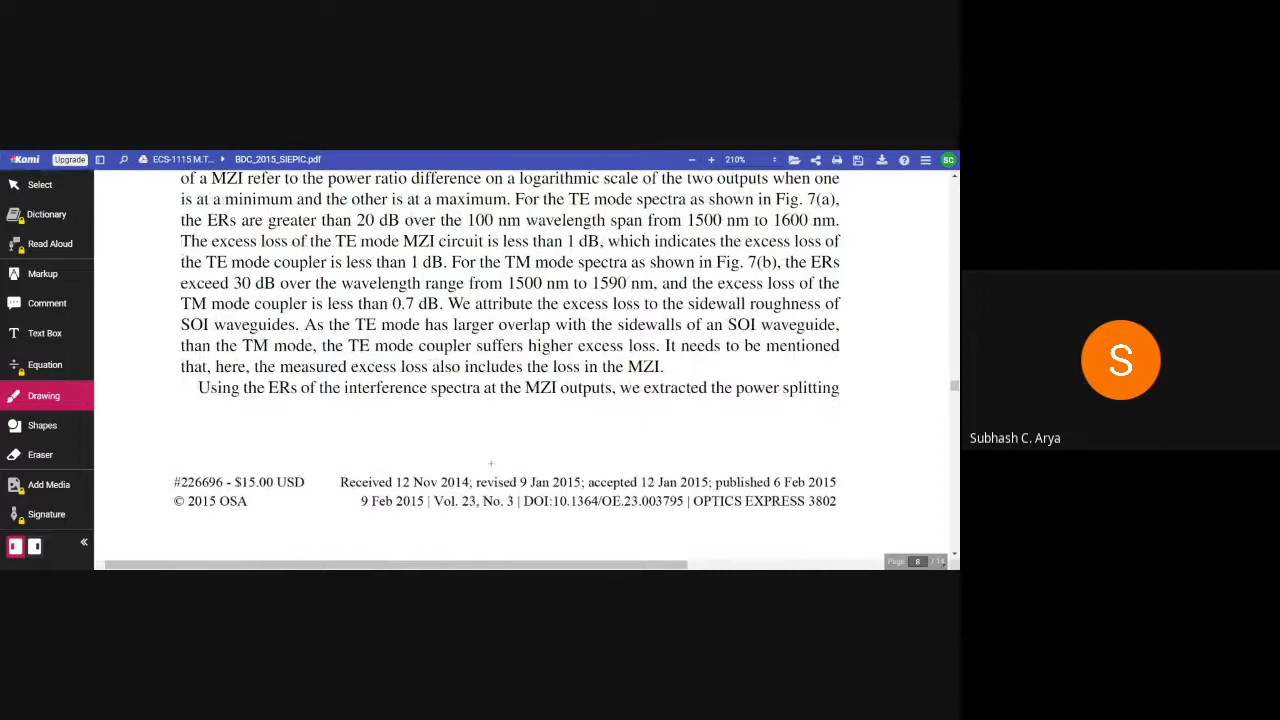 Kami
Upgrade
ECS-1115 M.T...
BDC_2015_SIEPIC.pdf
210%
SC
Select
Dictionary
Read Aloud
Markup
Comment
Text Box
Equation
Drawing
Shapes
Eraser
Add Media
Signature
of a MZI refer to the power ratio difference on a logarithmic scale of the two outputs when one
is at a minimum and the other is at a maximum. For the TE mode spectra as shown in Fig. 7(a),
the ERs are greater than 20 dB over the 100 nm wavelength span from 1500 nm to 1600 nm.
The excess loss of the TE mode MZI circuit is less than 1 dB, which indicates the excess loss of
the TE mode coupler is less than 1 dB. For the TM mode spectra as shown in Fig. 7(b), the ERs
exceed 30 dB over the wavelength range from 1500 nm to 1590 nm, and the excess loss of the
TM mode coupler is less than 0.7 dB. We attribute the excess loss to the sidewall roughness of
SOI waveguides. As the TE mode has larger overlap with the sidewalls of an SOI waveguide,
than the TM mode, the TE mode coupler suffers higher excess loss. It needs to be mentioned
that, here, the measured excess loss also includes the loss in the MZI.
Using the ERs of the interference spectra at the MZI outputs, we extracted the power splitting
#226696 - $15.00 USD Received 12 Nov 2014; revised 9 Jan 2015; accepted 12 Jan 2015; published 6 Feb 2015
© 2015 OSA 9 Feb 2015 | Vol. 23, No. 3 | DOI:10.1364/OE.23.003795 | OPTICS EXPRESS 3802
Page 8 / 14
S
Subhash C. Arya